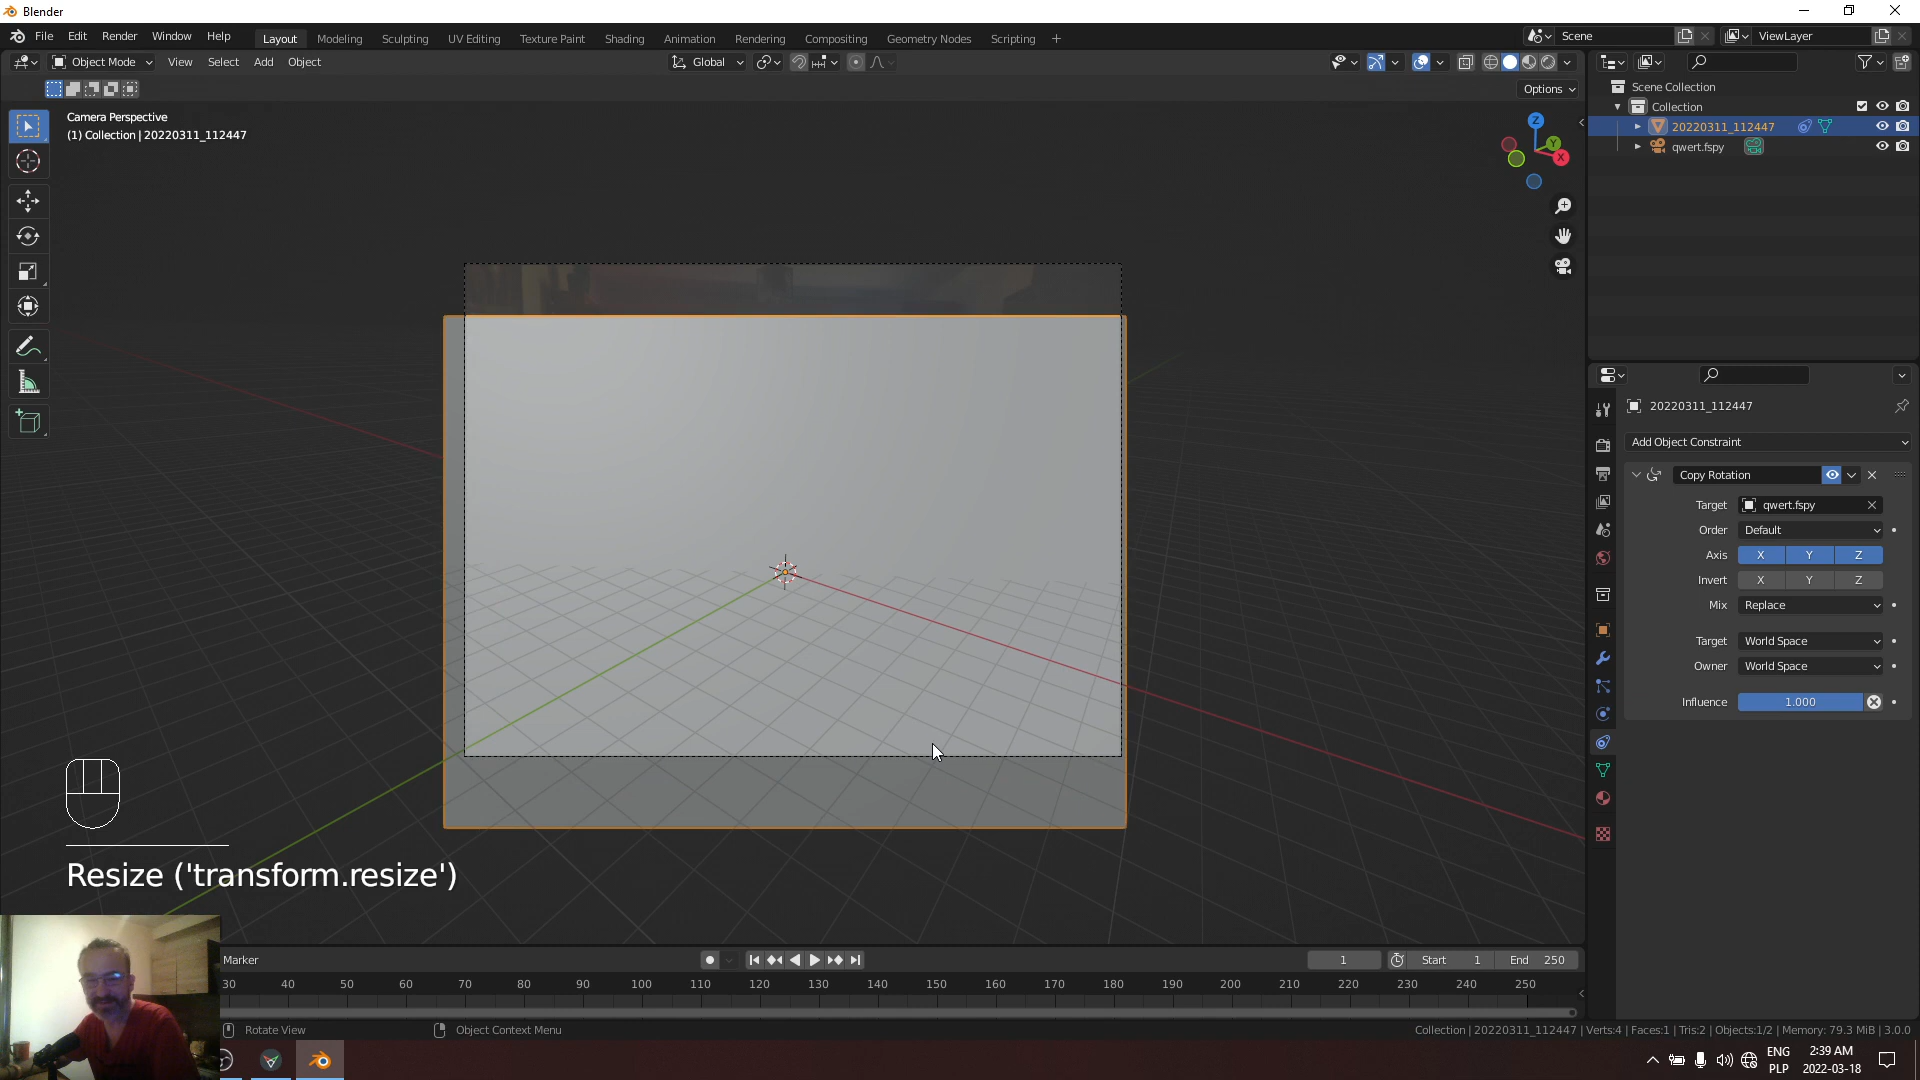 Blender
File Edit Render Window Help
Layout Modeling Sculpting UV Editing Texture Paint Shading Animation Rendering Compositing Geometry Nodes Scripting +
Scene
ViewLayer
Object Mode View Select Add Object
Global
Options
Camera Perspective
(1) Collection | 20220311_112447
Z
Y
X
Scene Collection
Collection
20220311_112447
qwert.fspy
20220311_112447
Add Object Constraint
Copy Rotation
Target qwert.fspy
Order Default
Axis X Y Z
Invert X Y Z
Mix Replace
Target World Space
Owner World Space
Influence 1.000
Resize ('transform.resize')
Marker
1
Start 1
End 250
30 40 50 60 70 80 90 100 110 120 130 140 150 160 170 180 190 200 210 220 230 240 250
Rotate View
Object Context Menu
Collection | 20220311_112447 | Verts:4 | Faces:1 | Tris:2 | Objects:1/2 | Memory: 79.3 MiB | 3.0.0
ENG
PLP
2:39 AM
2022-03-18